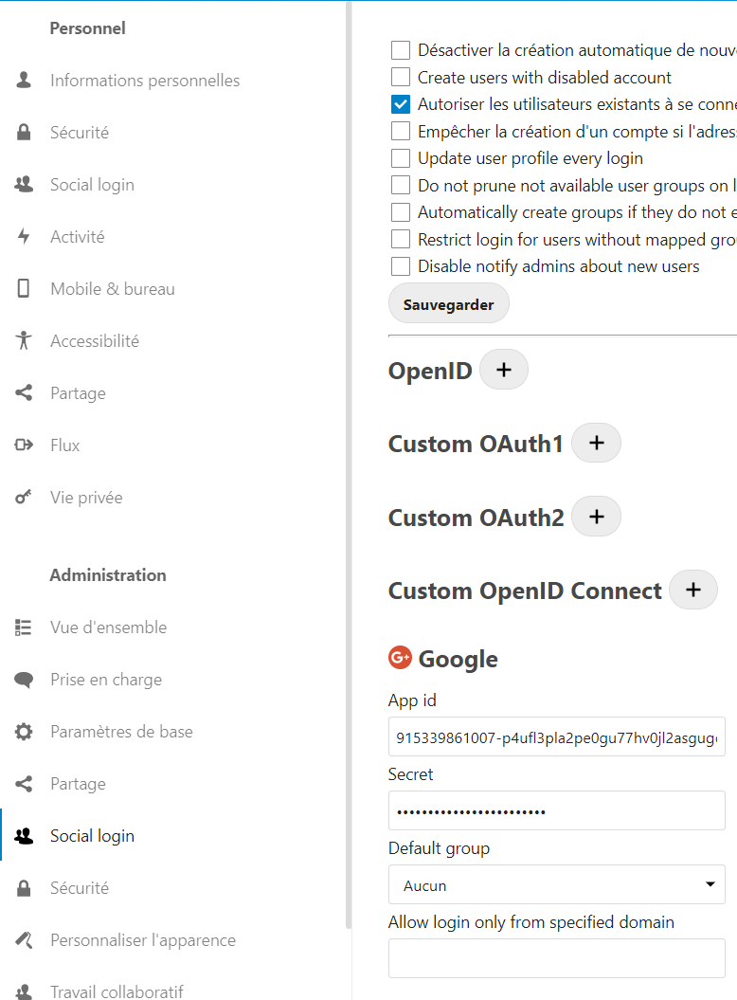 Personnel
Informations personnelles
Sécurité
Social login
Activité
Mobile & bureau
Accessibilité
Partage
Flux
Vie privée
Administration
Vue d'ensemble
Prise en charge
Paramètres de base
Partage
Social login
Sécurité
Personnaliser l'apparence
Travail collaboratif
Désactiver la création automatique de nouv
Create users with disabled account
Autoriser les utilisateurs existants à se conne
Empêcher la création d'un compte si l'adres
Update user profile every login
Do not prune not available user groups on l
Automatically create groups if they do not e
Restrict login for users without mapped gro
Disable notify admins about new users
Sauvegarder
OpenID +
Custom OAuth1 +
Custom OAuth2 +
Custom OpenID Connect +
G+ Google
App id
915339861007-p4ufl3pla2pe0gu77hv0jl2asgug
Secret
••••••••••••••••••••••••
Default group
Aucun
Allow login only from specified domain